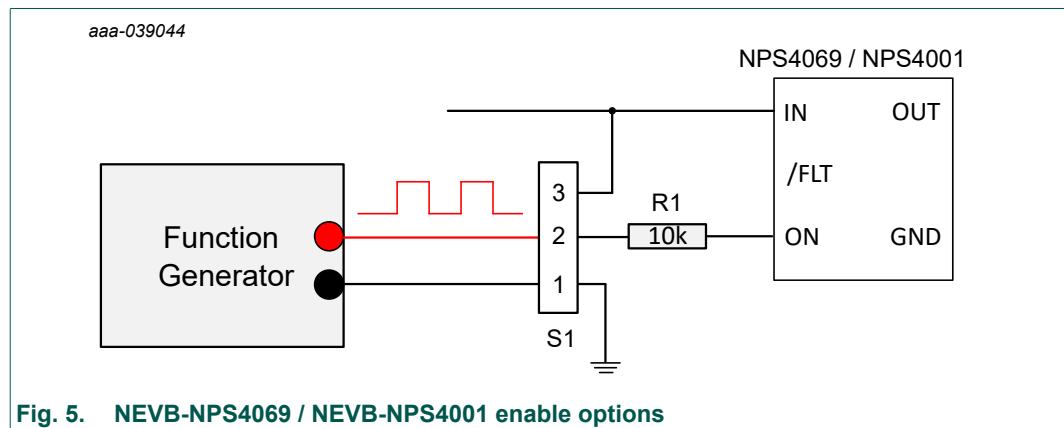 aaa-039044
NPS4069 / NPS4001
IN OUT
/FLT
ON GND
3
2
1
S1
R1
10k
Function
Generator
Fig. 5. NEVB-NPS4069 / NEVB-NPS4001 enable options